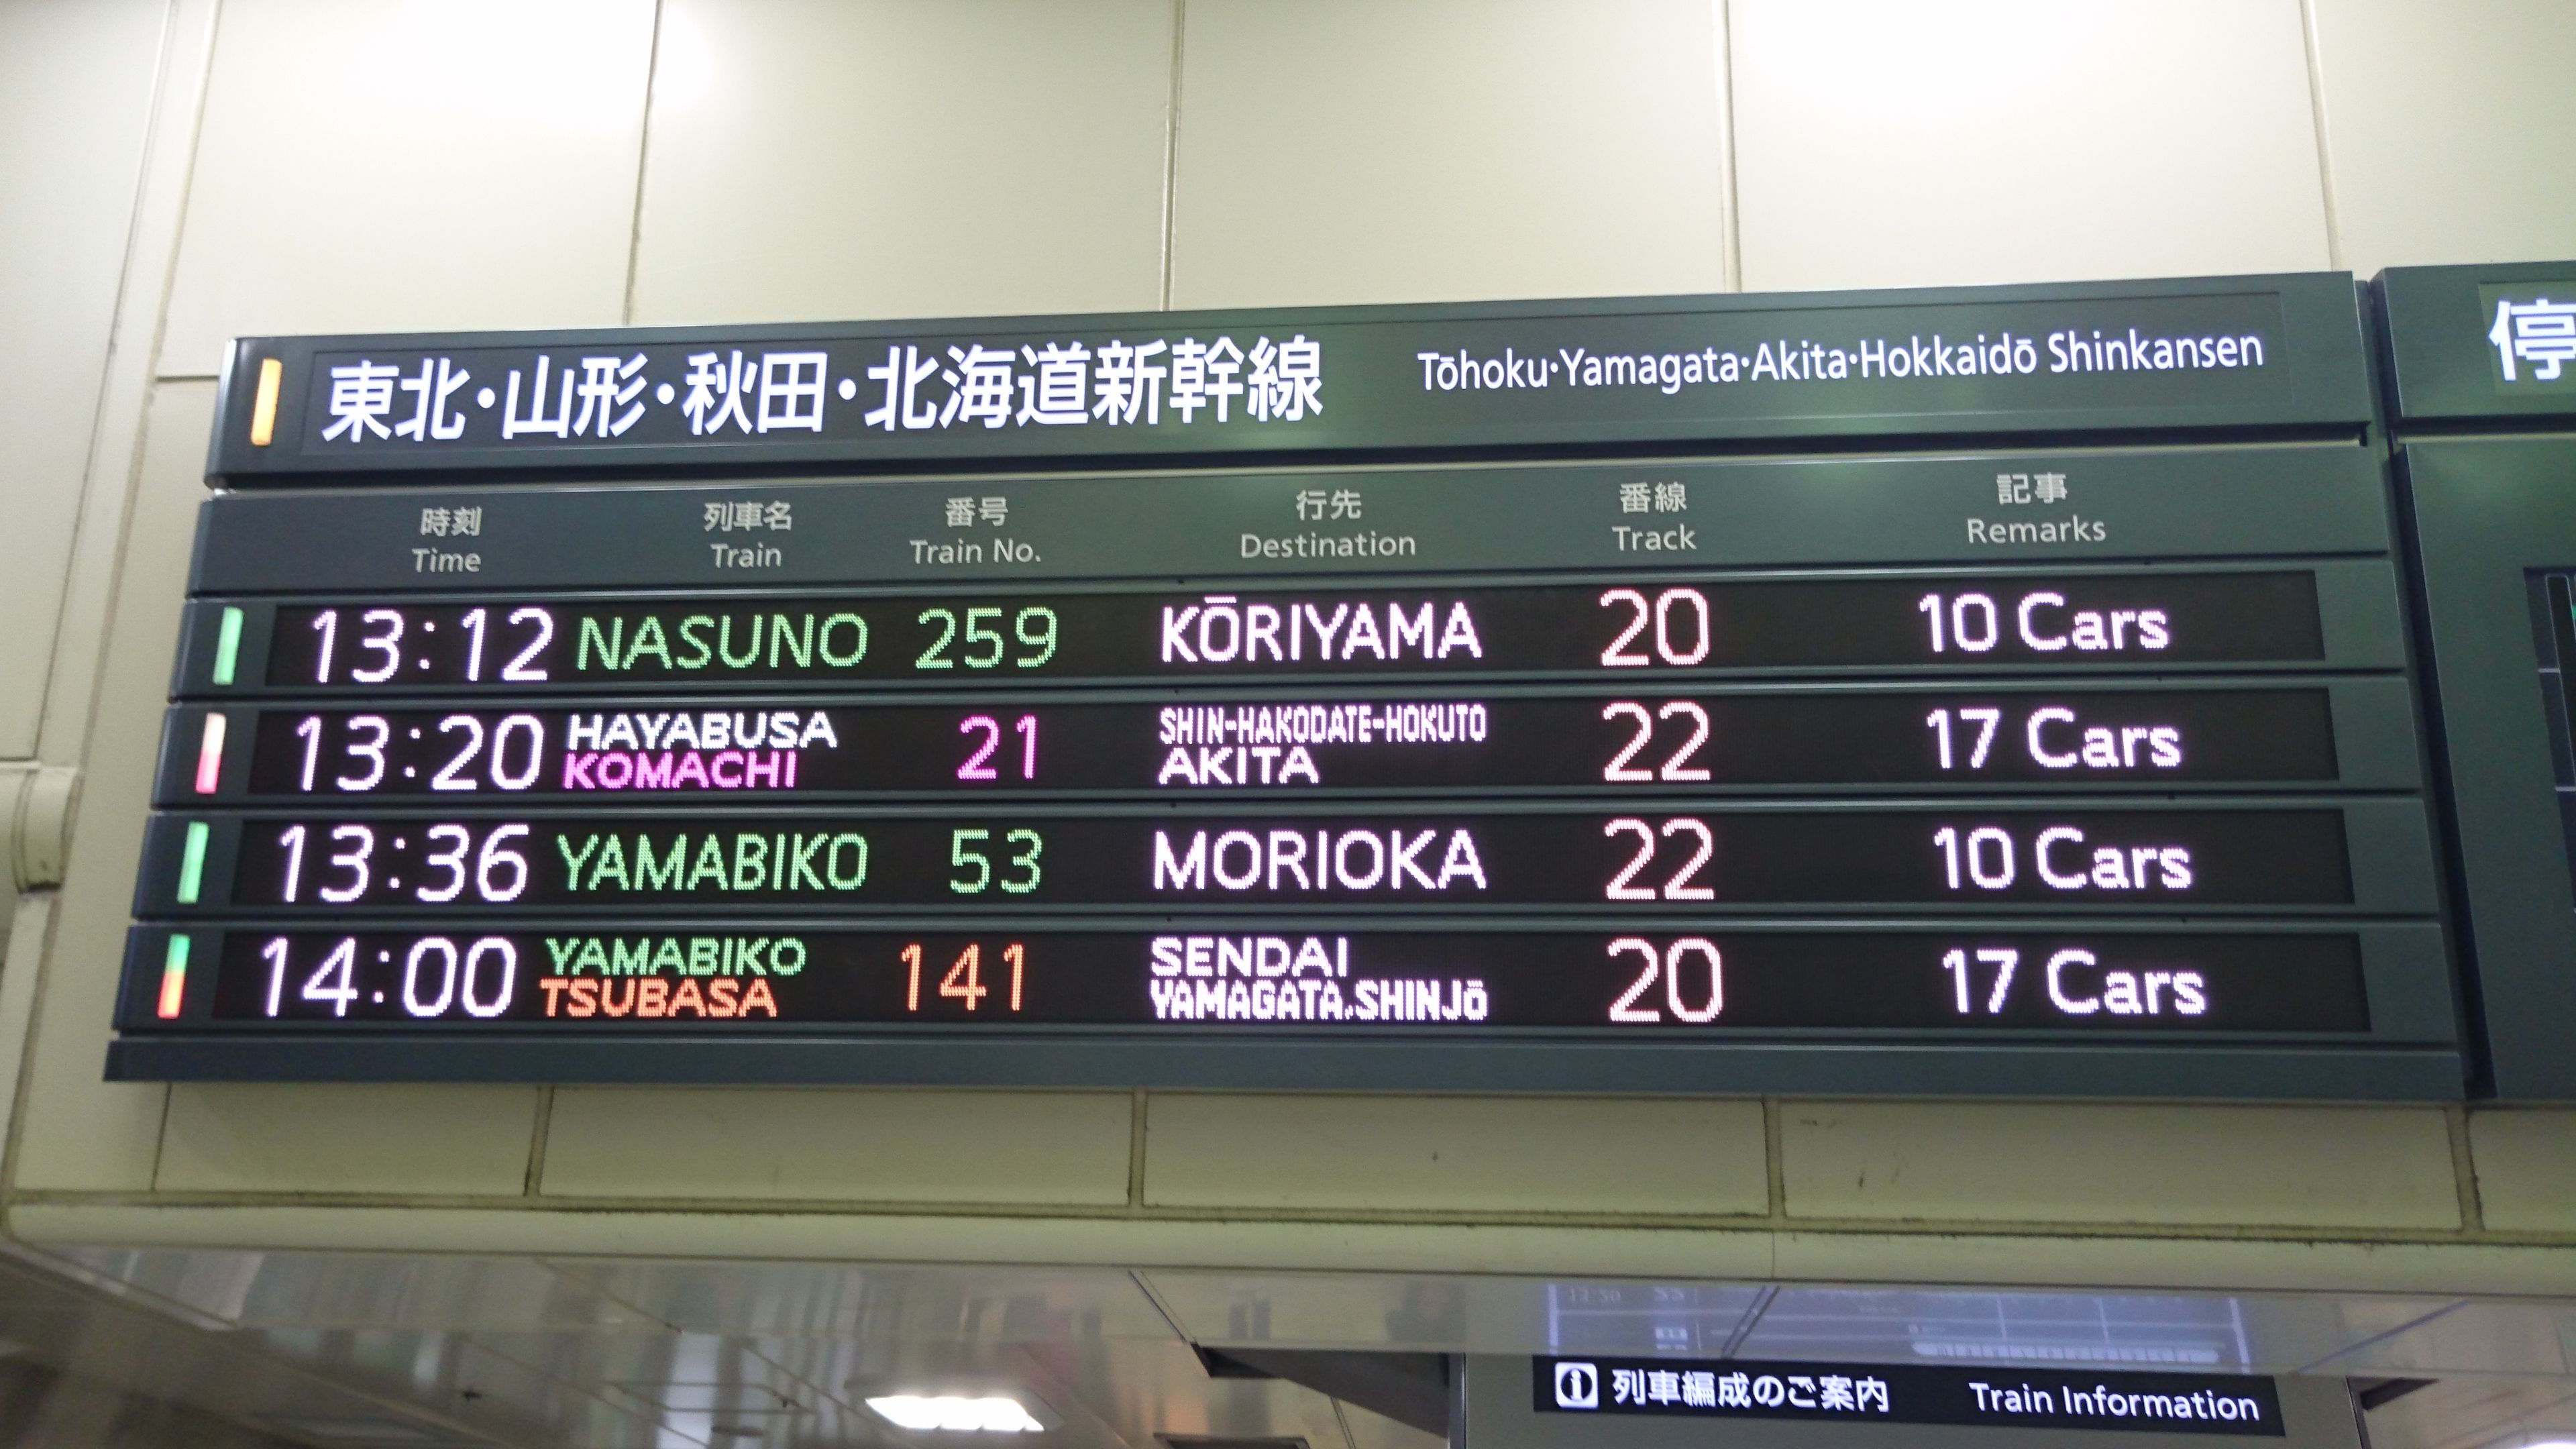 東北・山形・秋田・北海道新幹線 Tōhoku・Yamagata・Akita・Hokkaidō Shinkansen
停
時刻 列車名 番号 行先 番線 記事
Time Train Train No. Destination Track Remarks
13:12 NASUNO 259 KŌRIYAMA 20 10 Cars
13:20 HAYABUSA KOMACHI 21 SHIN-HAKODATE-HOKUTO AKITA 22 17 Cars
13:36 YAMABIKO 53 MORIOKA 22 10 Cars
14:00 YAMABIKO TSUBASA 141 SENDAI YAMAGATA,SHINJŌ 20 17 Cars
列車編成のご案内 Train Information